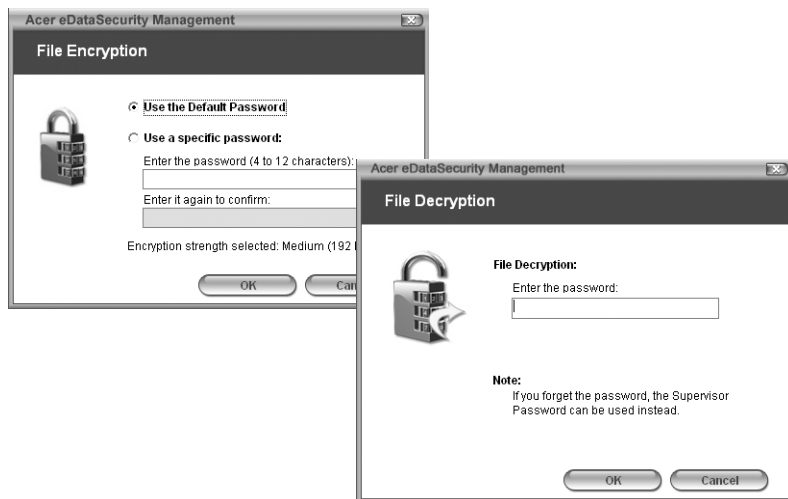 Acer eDataSecurity Management
File Encryption
Use the Default Password
Use a specific password:
Enter the password (4 to 12 characters):
Enter it again to confirm:
Encryption strength selected: Medium (192
OK
Can
Acer eDataSecurity Management
File Decryption
File Decryption:
Enter the password:
Note:
If you forget the password, the Supervisor
Password can be used instead.
OK
Cancel